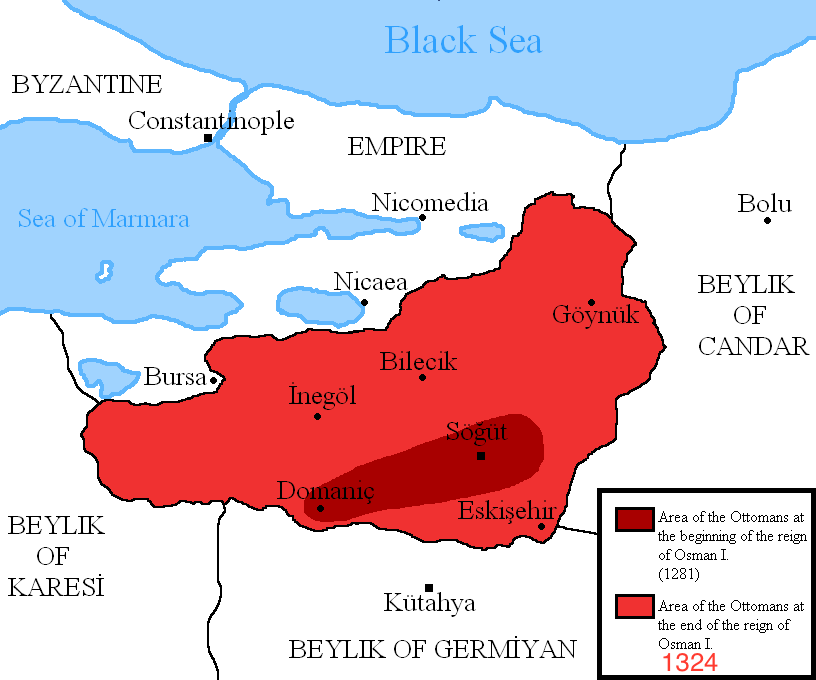 Black Sea
BYZANTINE
Constantinople
EMPIRE
Nicomedia
Bolu
Sea of Marmara
Nicaea
BEYLIK
OF
CANDAR
Göynük
Bilecik
Bursa
İnegöl
Söğüt
Domaniç
Eskişehir
BEYLIK
OF
KARESİ
Kütahya
BEYLIK OF GERMİYAN
Area of the Ottomans at
the beginning of the reign
of Osman I.
(1281)
Area of the Ottomans at
the end of the reign of
Osman I.
1324